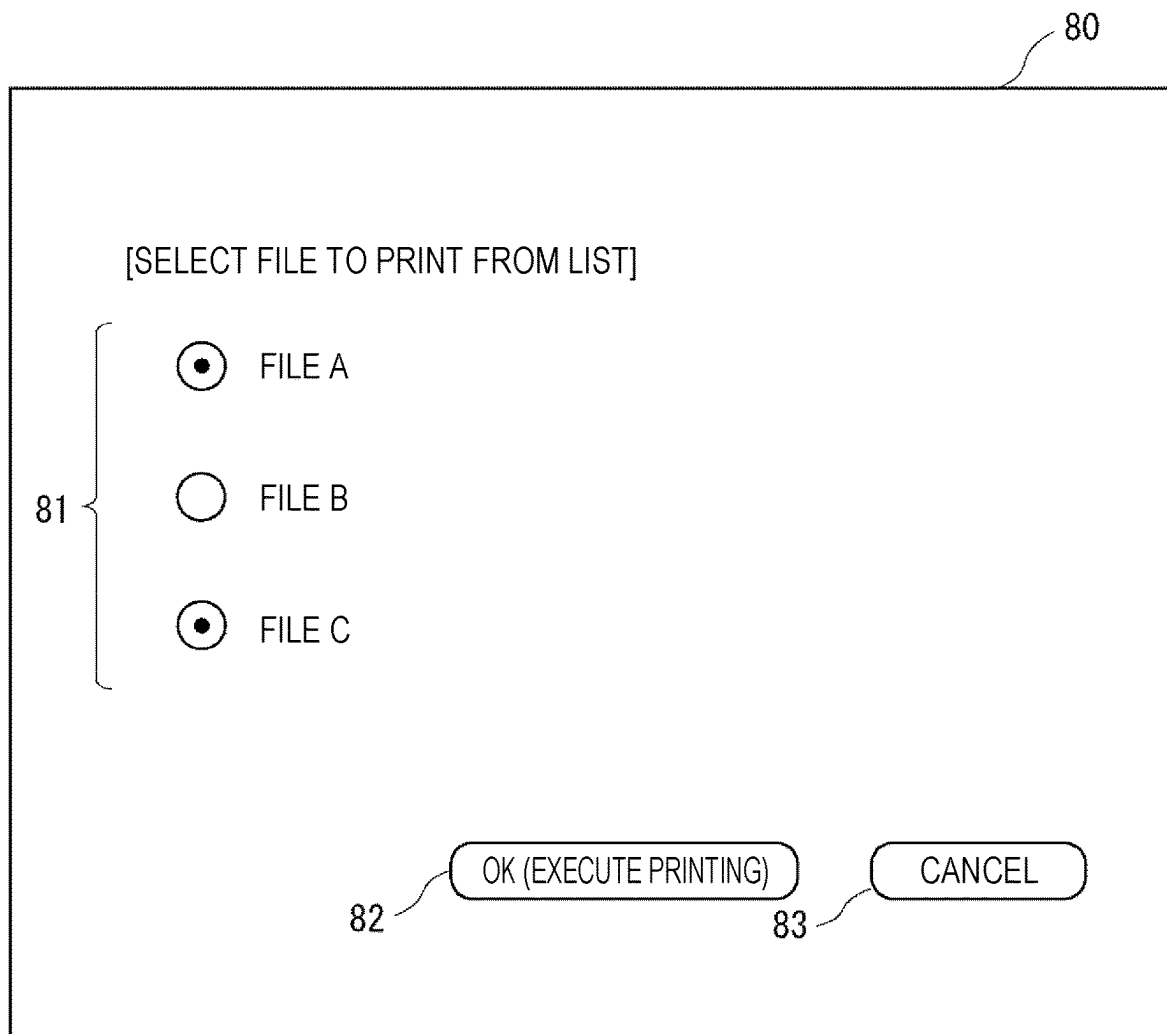 80
[SELECT FILE TO PRINT FROM LIST]
FILE A
81
FILE B
FILE C
OK (EXECUTE PRINTING)
CANCEL
82
83